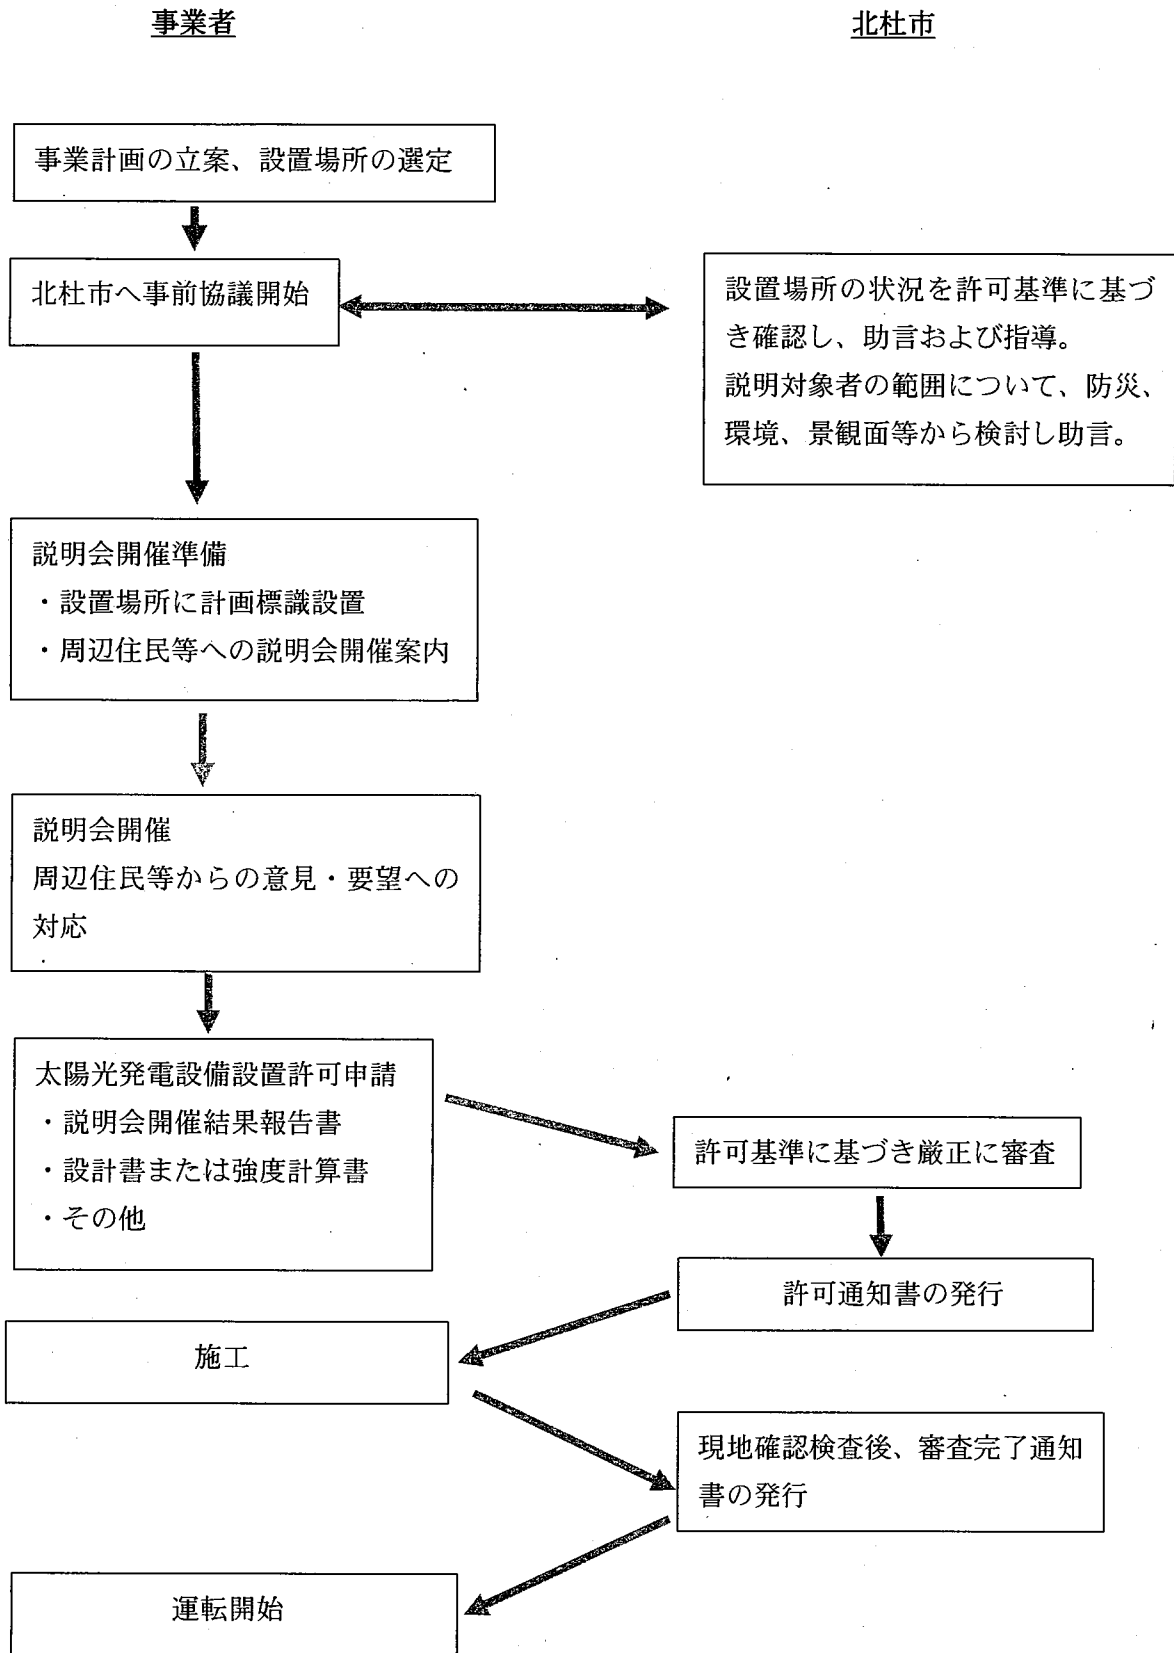 事業者
北杜市
事業計画の立案、設置場所の選定
北杜市へ事前協議開始
設置場所の状況を許可基準に基づ
き確認し、助言および指導。
説明対象者の範囲について、防災、
環境、景観面等から検討し助言。
説明会開催準備
・設置場所に計画標識設置
・周辺住民等への説明会開催案内
説明会開催
周辺住民等からの意見・要望への
対応
太陽光発電設備設置許可申請
・説明会開催結果報告書
・設計書または強度計算書
・その他
許可基準に基づき厳正に審査
許可通知書の発行
施工
現地確認検査後、審査完了通知
書の発行
運転開始